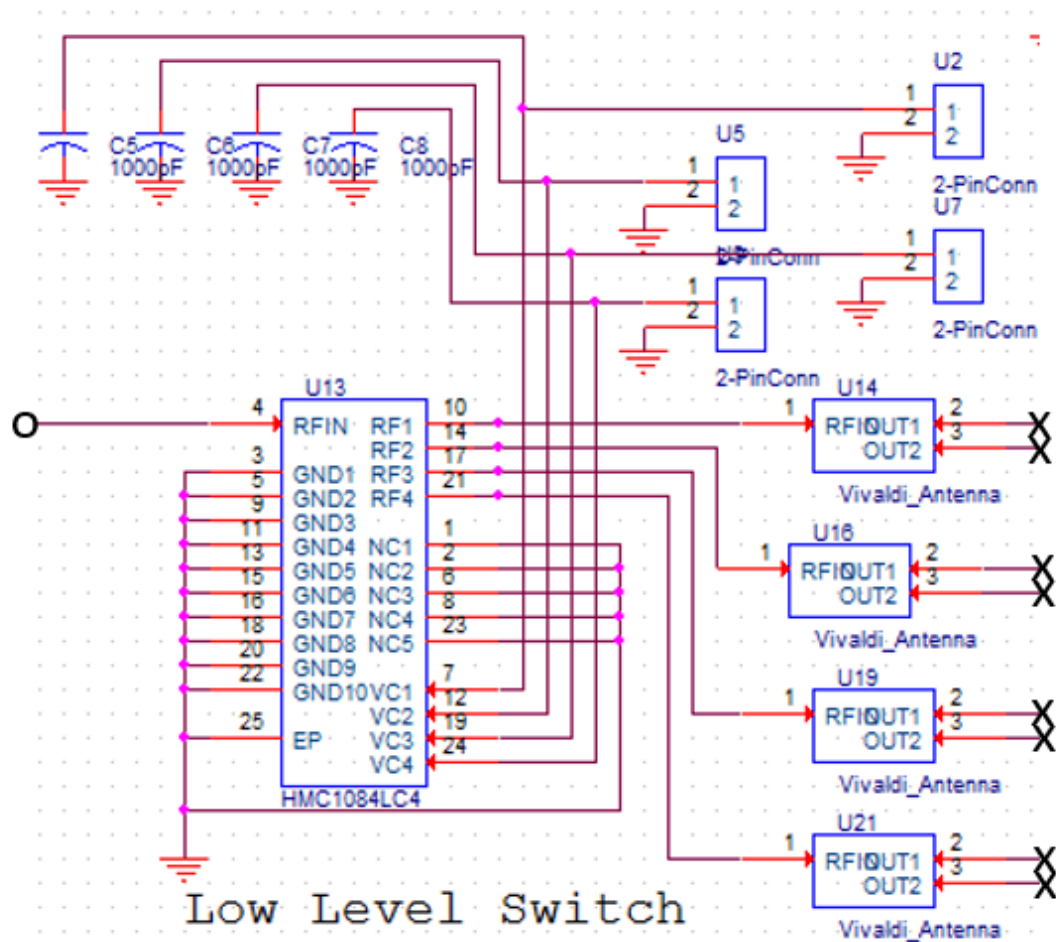 U2
1
2
1
2
2-PinConn
C5
1000pF
C6
1000pF
C7
1000pF
C8
1000pF
U5
1
2
1
2
2-PinConn
U7
1
2
1
2
2-PinConn
1
2
1
2
2-PinConn
U13
4 RFIN RF1 10
RF2 14
3 GND1 RF3 17
5 GND2 RF4 21
9 GND3
11 GND4 NC1 1
13 GND5 NC2 2
15 GND6 NC3 6
16 GND7 NC4 8
18 GND8 NC5 23
20 GND9
22 GND10 VC1 7
VC2 12
25 EP VC3 19
VC4 24
HMC1084LC4
U14
1 RFIN OUT1 2
OUT2 3
Vivaldi_Antenna
U16
1 RFIN OUT1 2
OUT2 3
Vivaldi_Antenna
U19
1 RFIN OUT1 2
OUT2 3
Vivaldi_Antenna
U21
1 RFIN OUT1 2
OUT2 3
Vivaldi_Antenna
Low Level Switch